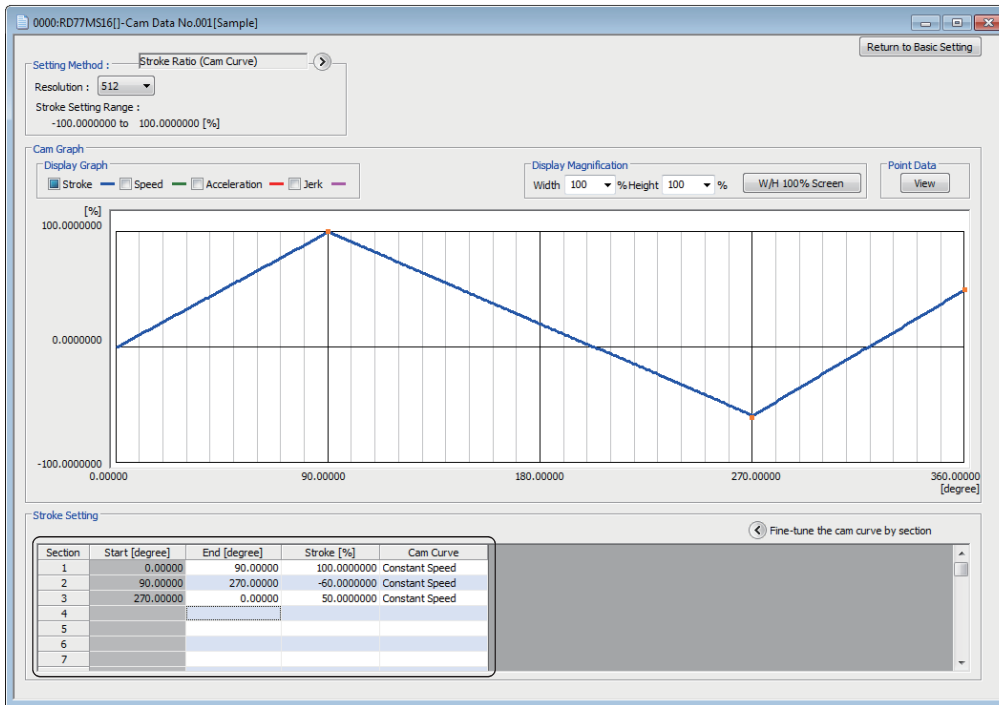 0000:RD77MS16[]-Cam Data No.001[Sample]
Return to Basic Setting
Setting Method : Stroke Ratio (Cam Curve)
Resolution : 512
Stroke Setting Range :
-100.0000000 to 100.0000000 [%]
Cam Graph
Display Graph
Stroke Speed Acceleration Jerk
Display Magnification
Width 100 % Height 100 % W/H 100% Screen
Point Data
View
[%]
100.0000000
0.0000000
-100.0000000
0.00000 90.00000 180.00000 270.00000 360.00000
[degree]
Stroke Setting
Fine-tune the cam curve by section
Section Start [degree] End [degree] Stroke [%] Cam Curve
1 0.00000 90.00000 100.0000000 Constant Speed
2 90.00000 270.00000 -60.0000000 Constant Speed
3 270.00000 0.00000 50.0000000 Constant Speed
4
5
6
7